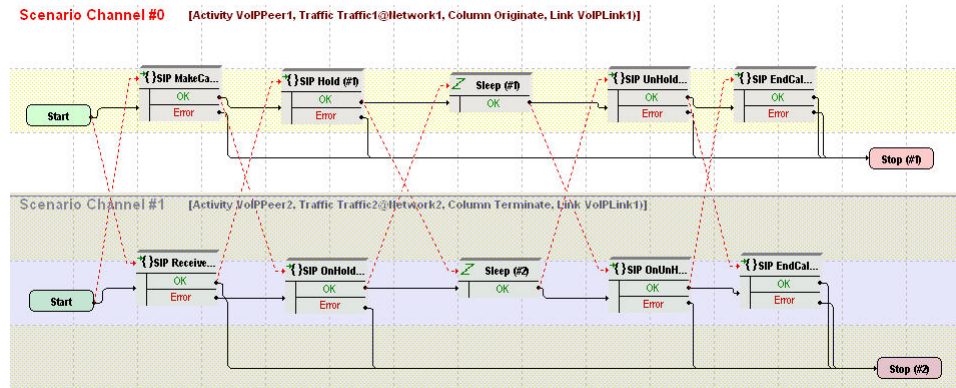 Scenario Channel #0 [Activity VoIPPeer1, Traffic Traffic1@Network1, Column Originate, Link VoIPLink1)]
{}SIP MakeCa... {}SIP Hold (#1) Sleep (#1) {}SIP UnHold... {}SIP EndCal...
OK OK OK OK OK
Start Error Error Error Error
Stop (#1)
Scenario Channel #1 [Activity VoIPPeer2, Traffic Traffic2@Network2, Column Terminate, Link VoIPLink1)]
{}SIP Receive... {}SIP OnHold... Sleep (#2) {}SIP OnUnH... {}SIP EndCal...
OK OK OK OK OK
Start Error Error Error Error
Stop (#2)